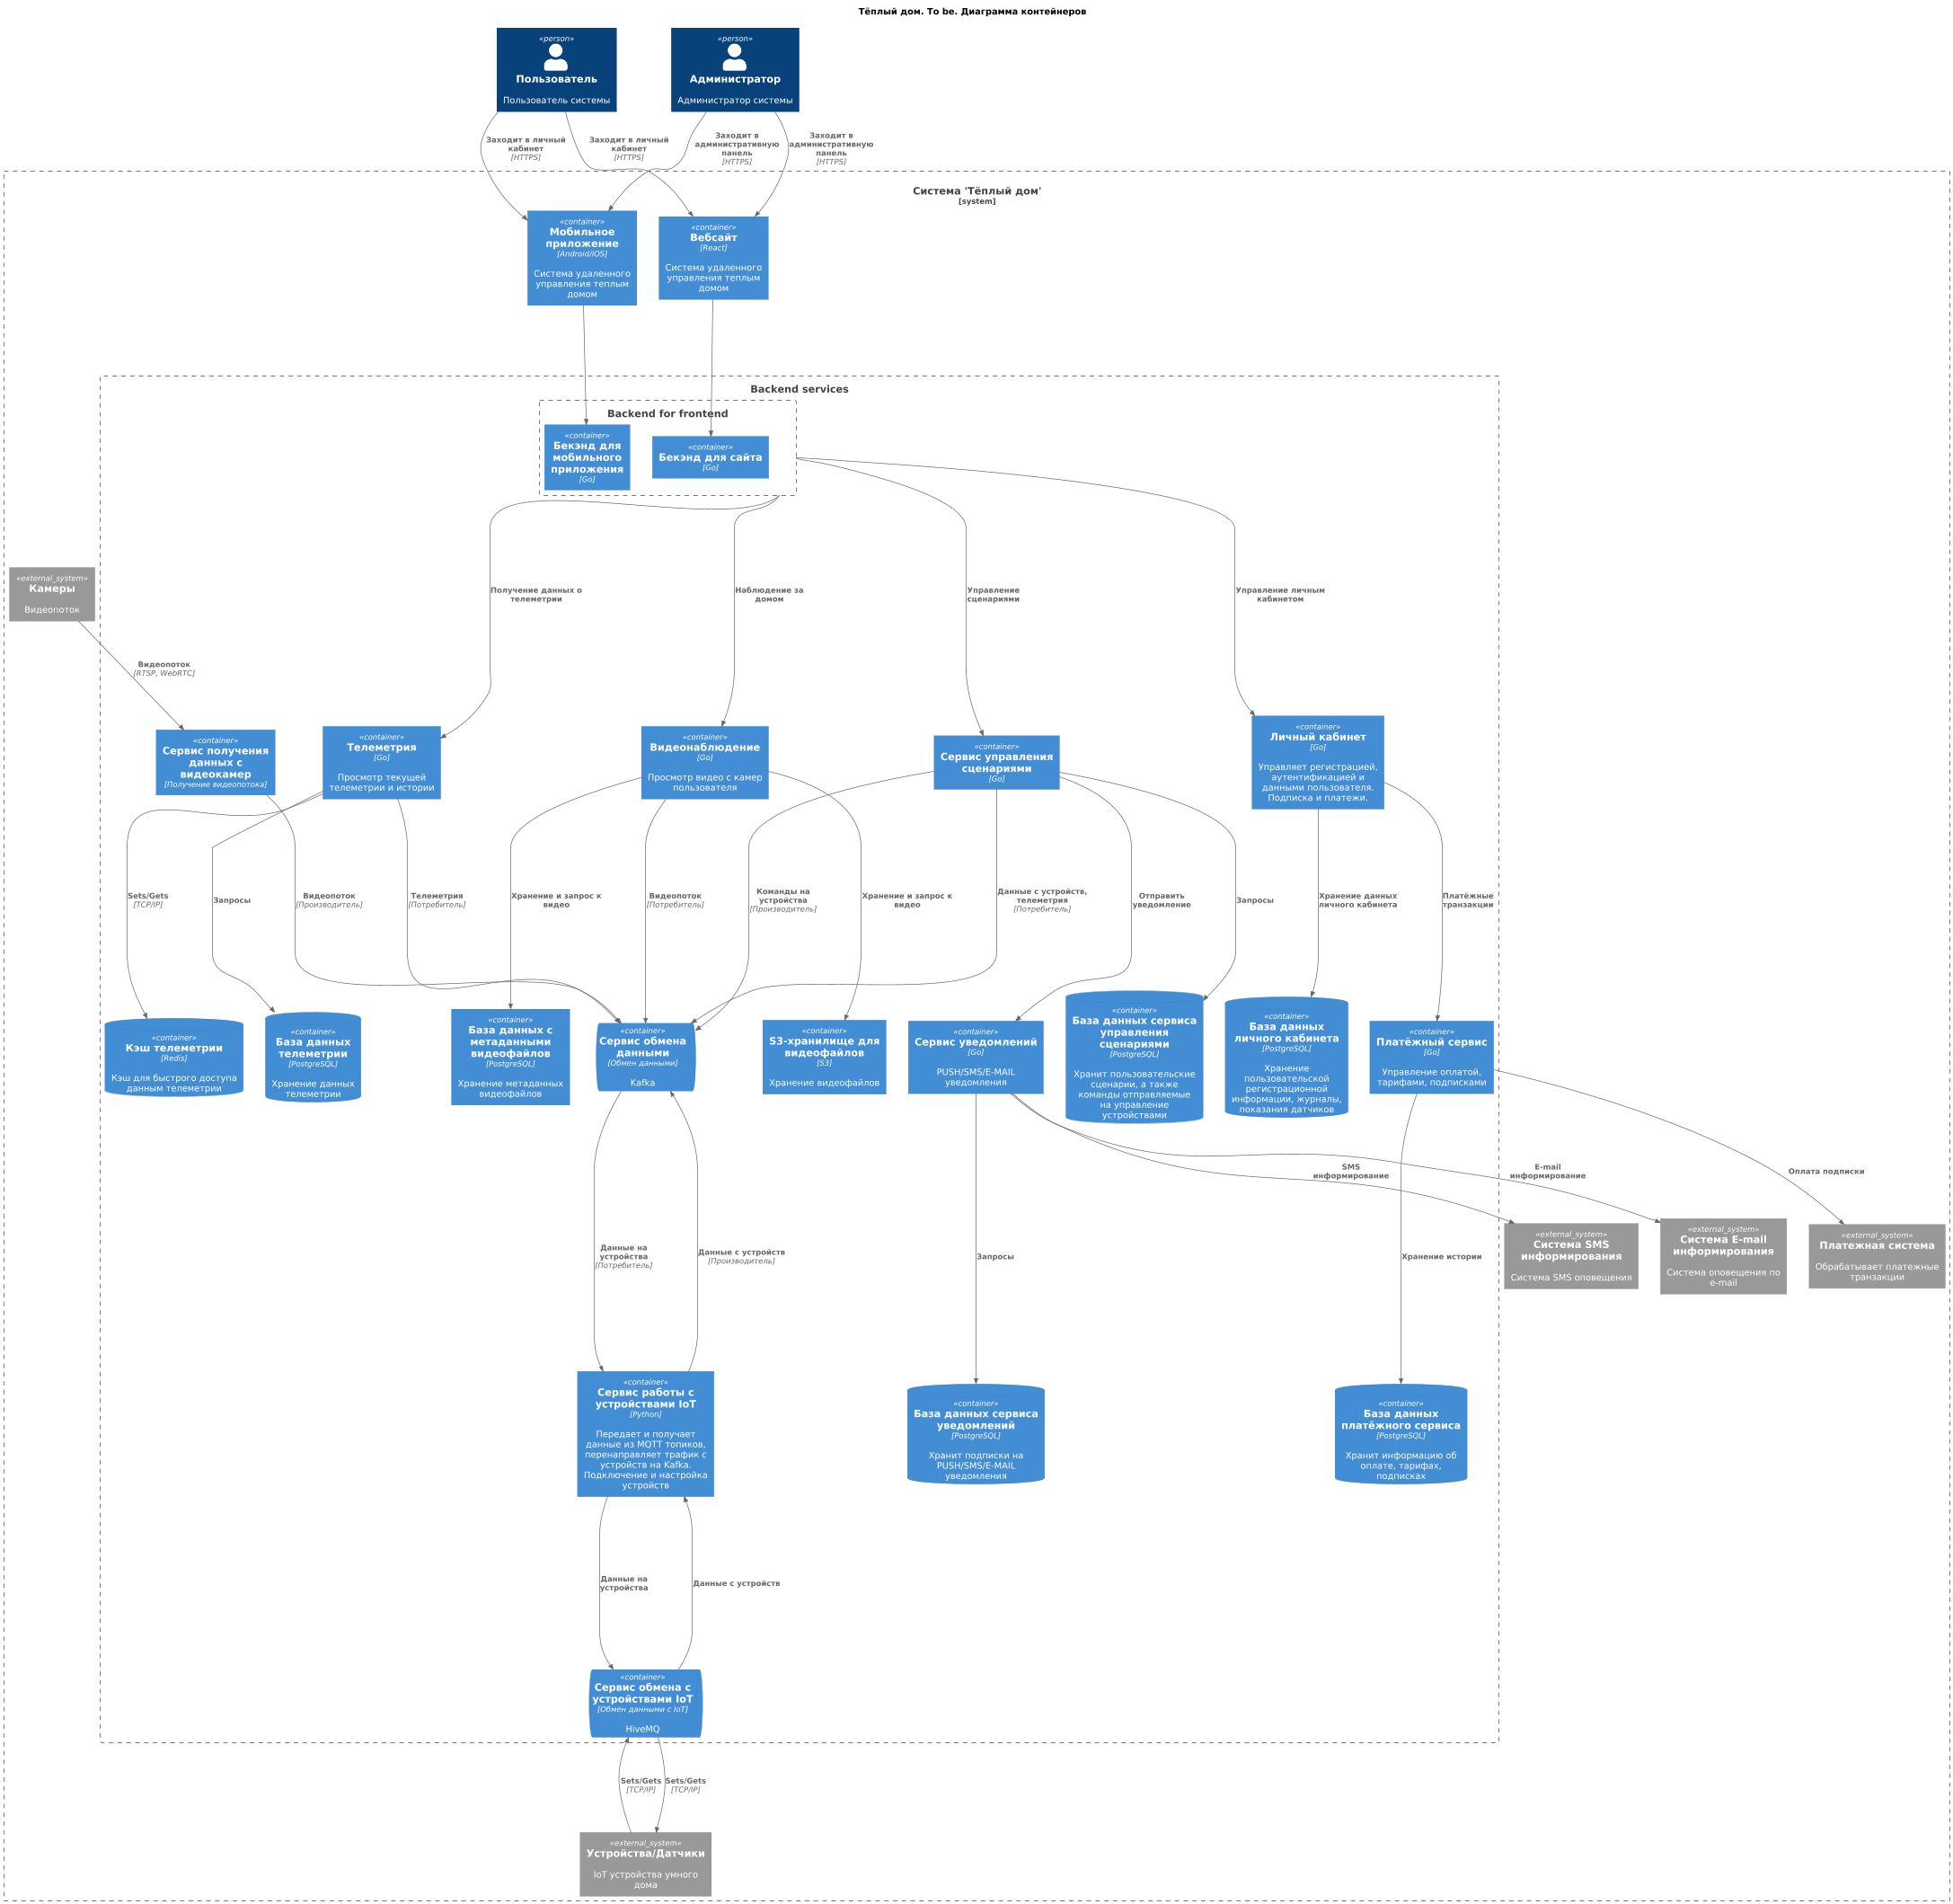 Тёплый дом. To be. Диаграмма контейнеров
«person»
Пользователь
Пользователь системы
«person»
Администратор
Администратор системы
Заходит в личный
кабинет
[HTTPS]
Заходит в личный
кабинет
[HTTPS]
Заходит в
административную
панель
[HTTPS]
Заходит в
административную
панель
[HTTPS]
Система 'Тёплый дом'
[system]
«container»
Мобильное
приложение
[Android/iOS]
Система удаленного
управления теплым
домом
«container»
Вебсайт
[React]
Система удаленного
управления теплым
домом
Backend services
Backend for frontend
«container»
Бекэнд для
мобильного
приложения
[Go]
«container»
Бекэнд для сайта
[Go]
«external_system»
Камеры
Видеопоток
Получение данных о
телеметрии
Наблюдение за
домом
Управление
сценариями
Управление личным
кабинетом
Видеопоток
[RTSP, WebRTC]
«container»
Сервис получения
данных с
видеокамер
[Получение видеопотока]
«container»
Телеметрия
[Go]
Просмотр текущей
телеметрии и истории
«container»
Видеонаблюдение
[Go]
Просмотр видео с камер
пользователя
«container»
Сервис управления
сценариями
[Go]
«container»
Личный кабинет
[Go]
Управляет регистрацией,
аутентификацией и
данными пользователя.
Подписка и платежи.
Sets/Gets
[TCP/IP]
Запросы
Видеопоток
[Производитель]
Телеметрия
[Потребитель]
Хранение и запрос к
видео
Видеопоток
[Потребитель]
Команды на
устройства
[Производитель]
Хранение и запрос к
видео
Данные с устройств,
телеметрия
[Потребитель]
Отправить
уведомление
Запросы
Хранение данных
личного кабинета
Платёжные
транзакции
«container»
Кэш телеметрии
[Redis]
Кэш для быстрого доступа
данным телеметрии
«container»
База данных
телеметрии
[PostgreSQL]
Хранение данных
телеметрии
«container»
База данных с
метаданными
видеофайлов
[PostgreSQL]
Хранение метаданных
видеофайлов
«container»
Сервис обмена
данными
[Обмен данными]
Kafka
«container»
S3-хранилище для
видеофайлов
[S3]
Хранение видеофайлов
«container»
Сервис уведомлений
[Go]
PUSH/SMS/E-MAIL
уведомления
«container»
База данных сервиса
управления
сценариями
[PostgreSQL]
Хранит пользовательские
сценарии, а также
команды отправляемые
на управление
устройствами
«container»
База данных
личного кабинета
[PostgreSQL]
Хранение
пользовательской
регистрационной
информации, журналы,
показания датчиков
«container»
Платёжный сервис
[Go]
Управление оплатой,
тарифами, подписками
SMS
информирование
E-mail
информирование
Оплата подписки
Данные на
устройства
[Потребитель]
Данные с устройств
[Производитель]
Запросы
Хранение истории
«external_system»
Система SMS
информирования
Система SMS оповещения
«external_system»
Система E-mail
информирования
Система оповещения по
e-mail
«external_system»
Платежная система
Обрабатывает платежные
транзакции
«container»
Сервис работы с
устройствами IoT
[Python]
Передает и получает
данные из MQTT топиков,
перенаправляет трафик с
устройств на Kafka.
Подключение и настройка
устройств
«container»
База данных сервиса
уведомлений
[PostgreSQL]
Хранит подписки на
PUSH/SMS/E-MAIL
уведомления
«container»
База данных
платёжного сервиса
[PostgreSQL]
Хранит информацию об
оплате, тарифах,
подписках
Данные на
устройства
Данные с устройств
«container»
Сервис обмена с
устройствами IoT
[Обмен данными с IoT]
HiveMQ
Sets/Gets
[TCP/IP]
Sets/Gets
[TCP/IP]
«external_system»
Устройства/Датчики
IoT устройства умного
дома